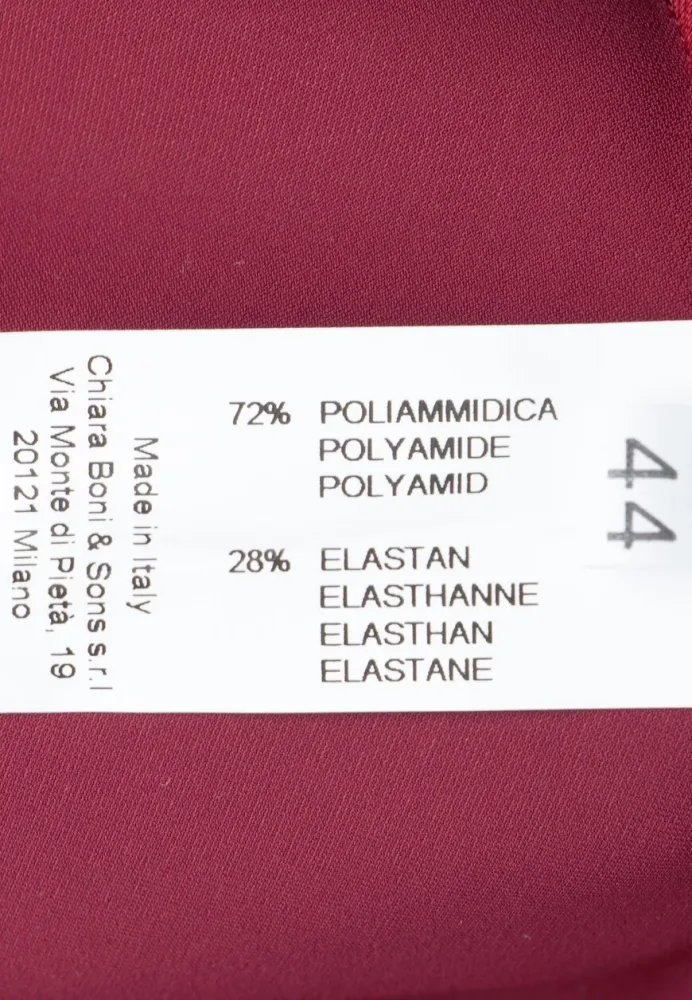 Made in Italy
Chiara Boni & Sons s.r.l
Via Monte di Pietà, 19
20121 Milano
72% POLIAMMIDICA
POLYAMIDE
POLYAMID
28% ELASTAN
ELASTHANNE
ELASTHAN
ELASTANE
44